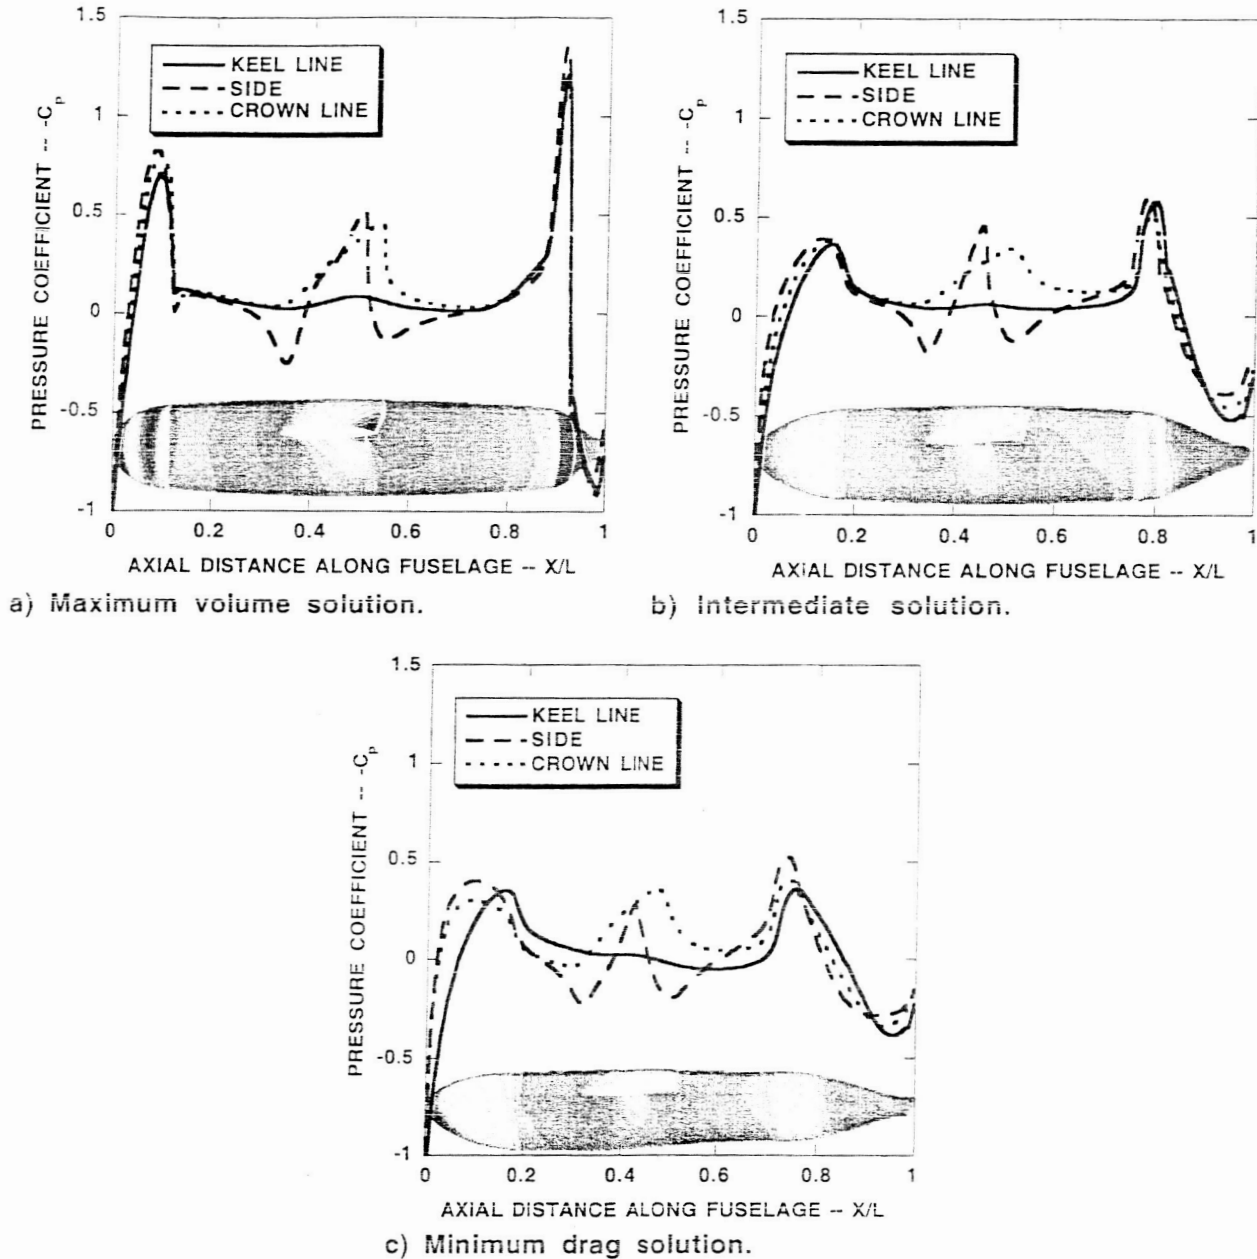 1.5
1
0.5
0
-0.5
-1
PRESSURE COEFFICIENT -- -Cp
KEEL LINE
SIDE
CROWN LINE
0 0.2 0.4 0.6 0.8 1
AXIAL DISTANCE ALONG FUSELAGE -- X/L
a) Maximum volume solution.
1.5
1
0.5
0
-0.5
-1
PRESSURE COEFFICIENT -- -Cp
KEEL LINE
SIDE
CROWN LINE
0 0.2 0.4 0.6 0.8 1
AXIAL DISTANCE ALONG FUSELAGE -- X/L
b) Intermediate solution.
1.5
1
0.5
0
-0.5
-1
PRESSURE COEFFICIENT -- -Cp
KEEL LINE
SIDE
CROWN LINE
0 0.2 0.4 0.6 0.8 1
AXIAL DISTANCE ALONG FUSELAGE -- X/L
c) Minimum drag solution.